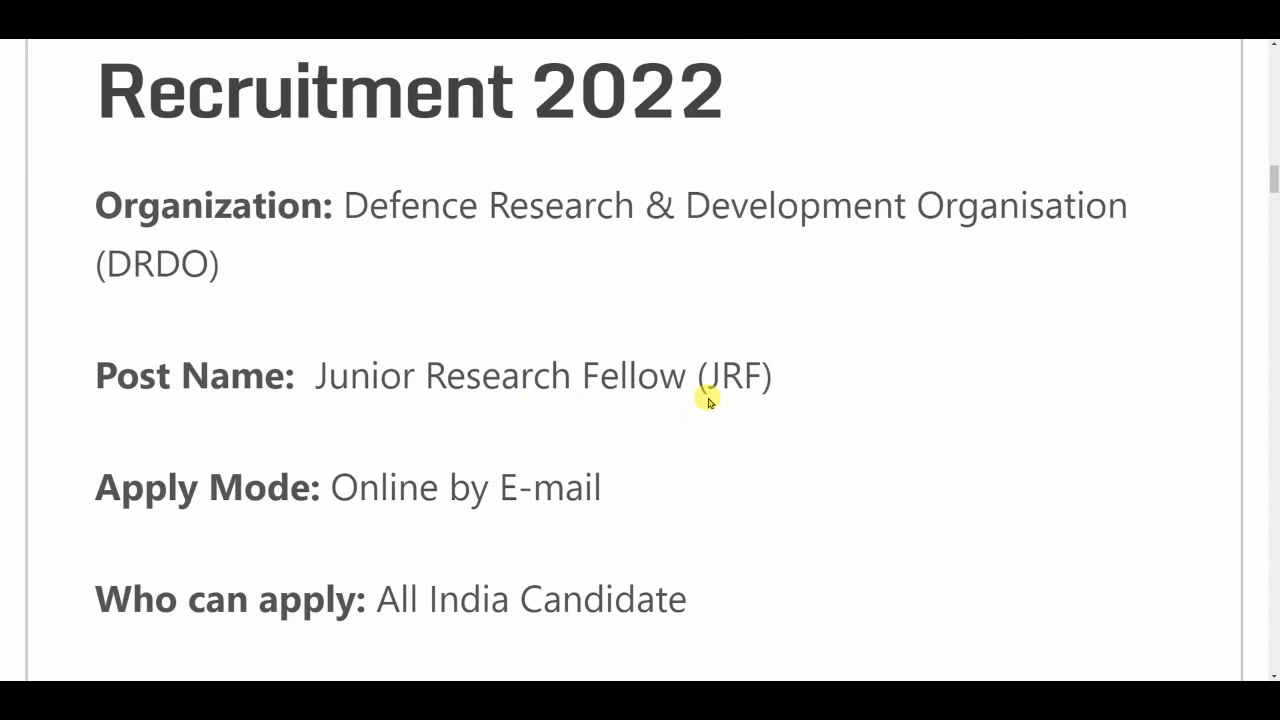 Recruitment 2022
Organization: Defence Research & Development Organisation
(DRDO)
Post Name: Junior Research Fellow (JRF)
Apply Mode: Online by E-mail
Who can apply: All India Candidate